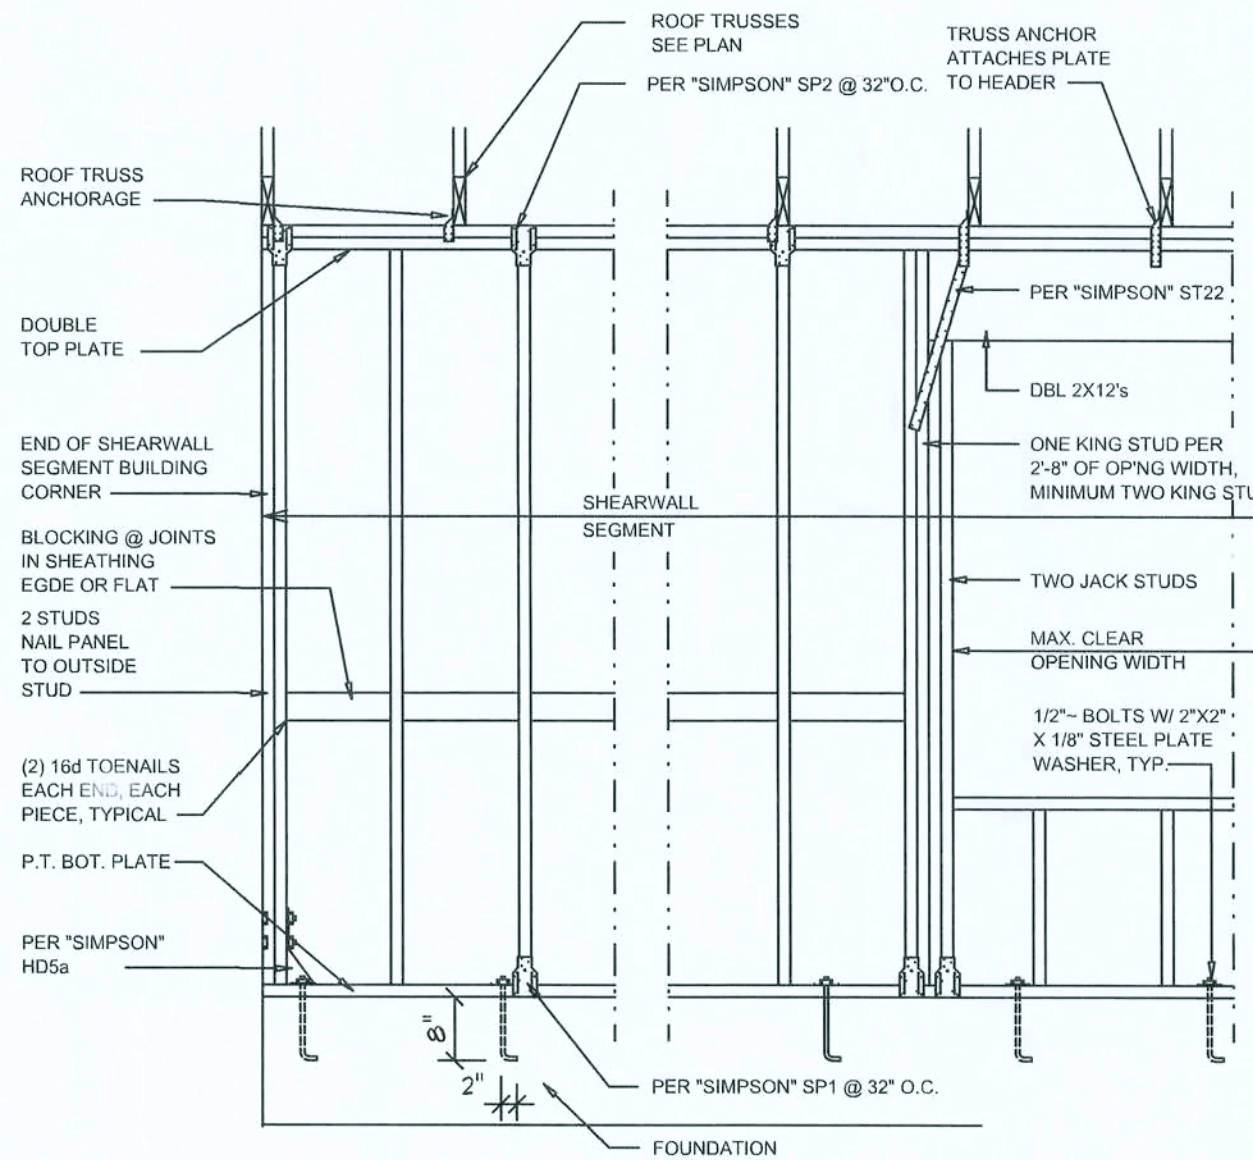 ROOF TRUSSES
SEE PLAN
TRUSS ANCHOR
ATTACHES PLATE
TO HEADER
PER "SIMPSON" SP2 @ 32"O.C.
ROOF TRUSS
ANCHORAGE
PER "SIMPSON" ST22
DOUBLE
TOP PLATE
DBL 2X12's
END OF SHEARWALL
SEGMENT BUILDING
CORNER
ONE KING STUD PER
2'-8" OF OP'NG WIDTH,
MINIMUM TWO KING STU
SHEARWALL
SEGMENT
BLOCKING @ JOINTS
IN SHEATHING
EGDE OR FLAT
TWO JACK STUDS
2 STUDS
NAIL PANEL
TO OUTSIDE
STUD
MAX. CLEAR
OPENING WIDTH
1/2"~ BOLTS W/ 2"X2"
X 1/8" STEEL PLATE
WASHER, TYP.
(2) 16d TOENAILS
EACH END, EACH
PIECE, TYPICAL
P.T. BOT. PLATE
PER "SIMPSON"
HD5a
8"
2"
PER "SIMPSON" SP1 @ 32" O.C.
FOUNDATION